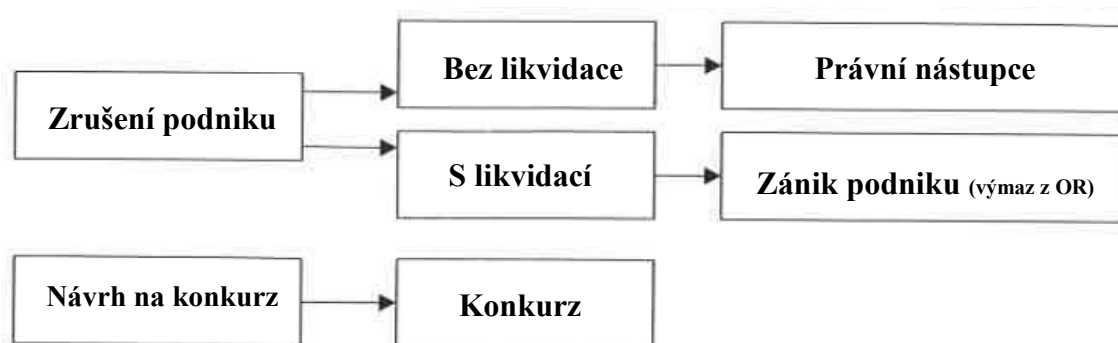 Bez likvidace
Právní nástupce
Zrušení podniku
S likvidací
Zánik podniku (výmaz z OR)
Návrh na konkurz
Konkurz